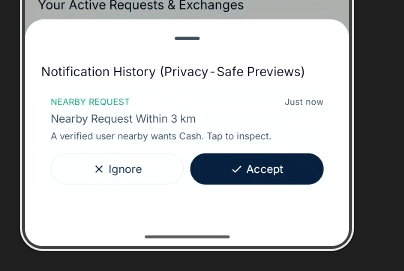 Your Active Requests & Exchanges
Notification History (Privacy-Safe Previews)
NEARBY REQUEST
Just now
Nearby Request Within 3 km
A verified user nearby wants Cash. Tap to inspect.
Ignore
Accept